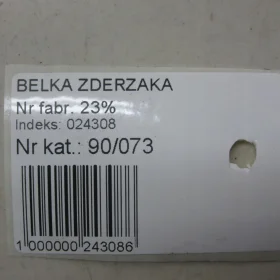 BELKA ZDERZAKA
Nr fabr. 23%
Indeks: 024308
Nr kat.: 90/073
1 000000 243086